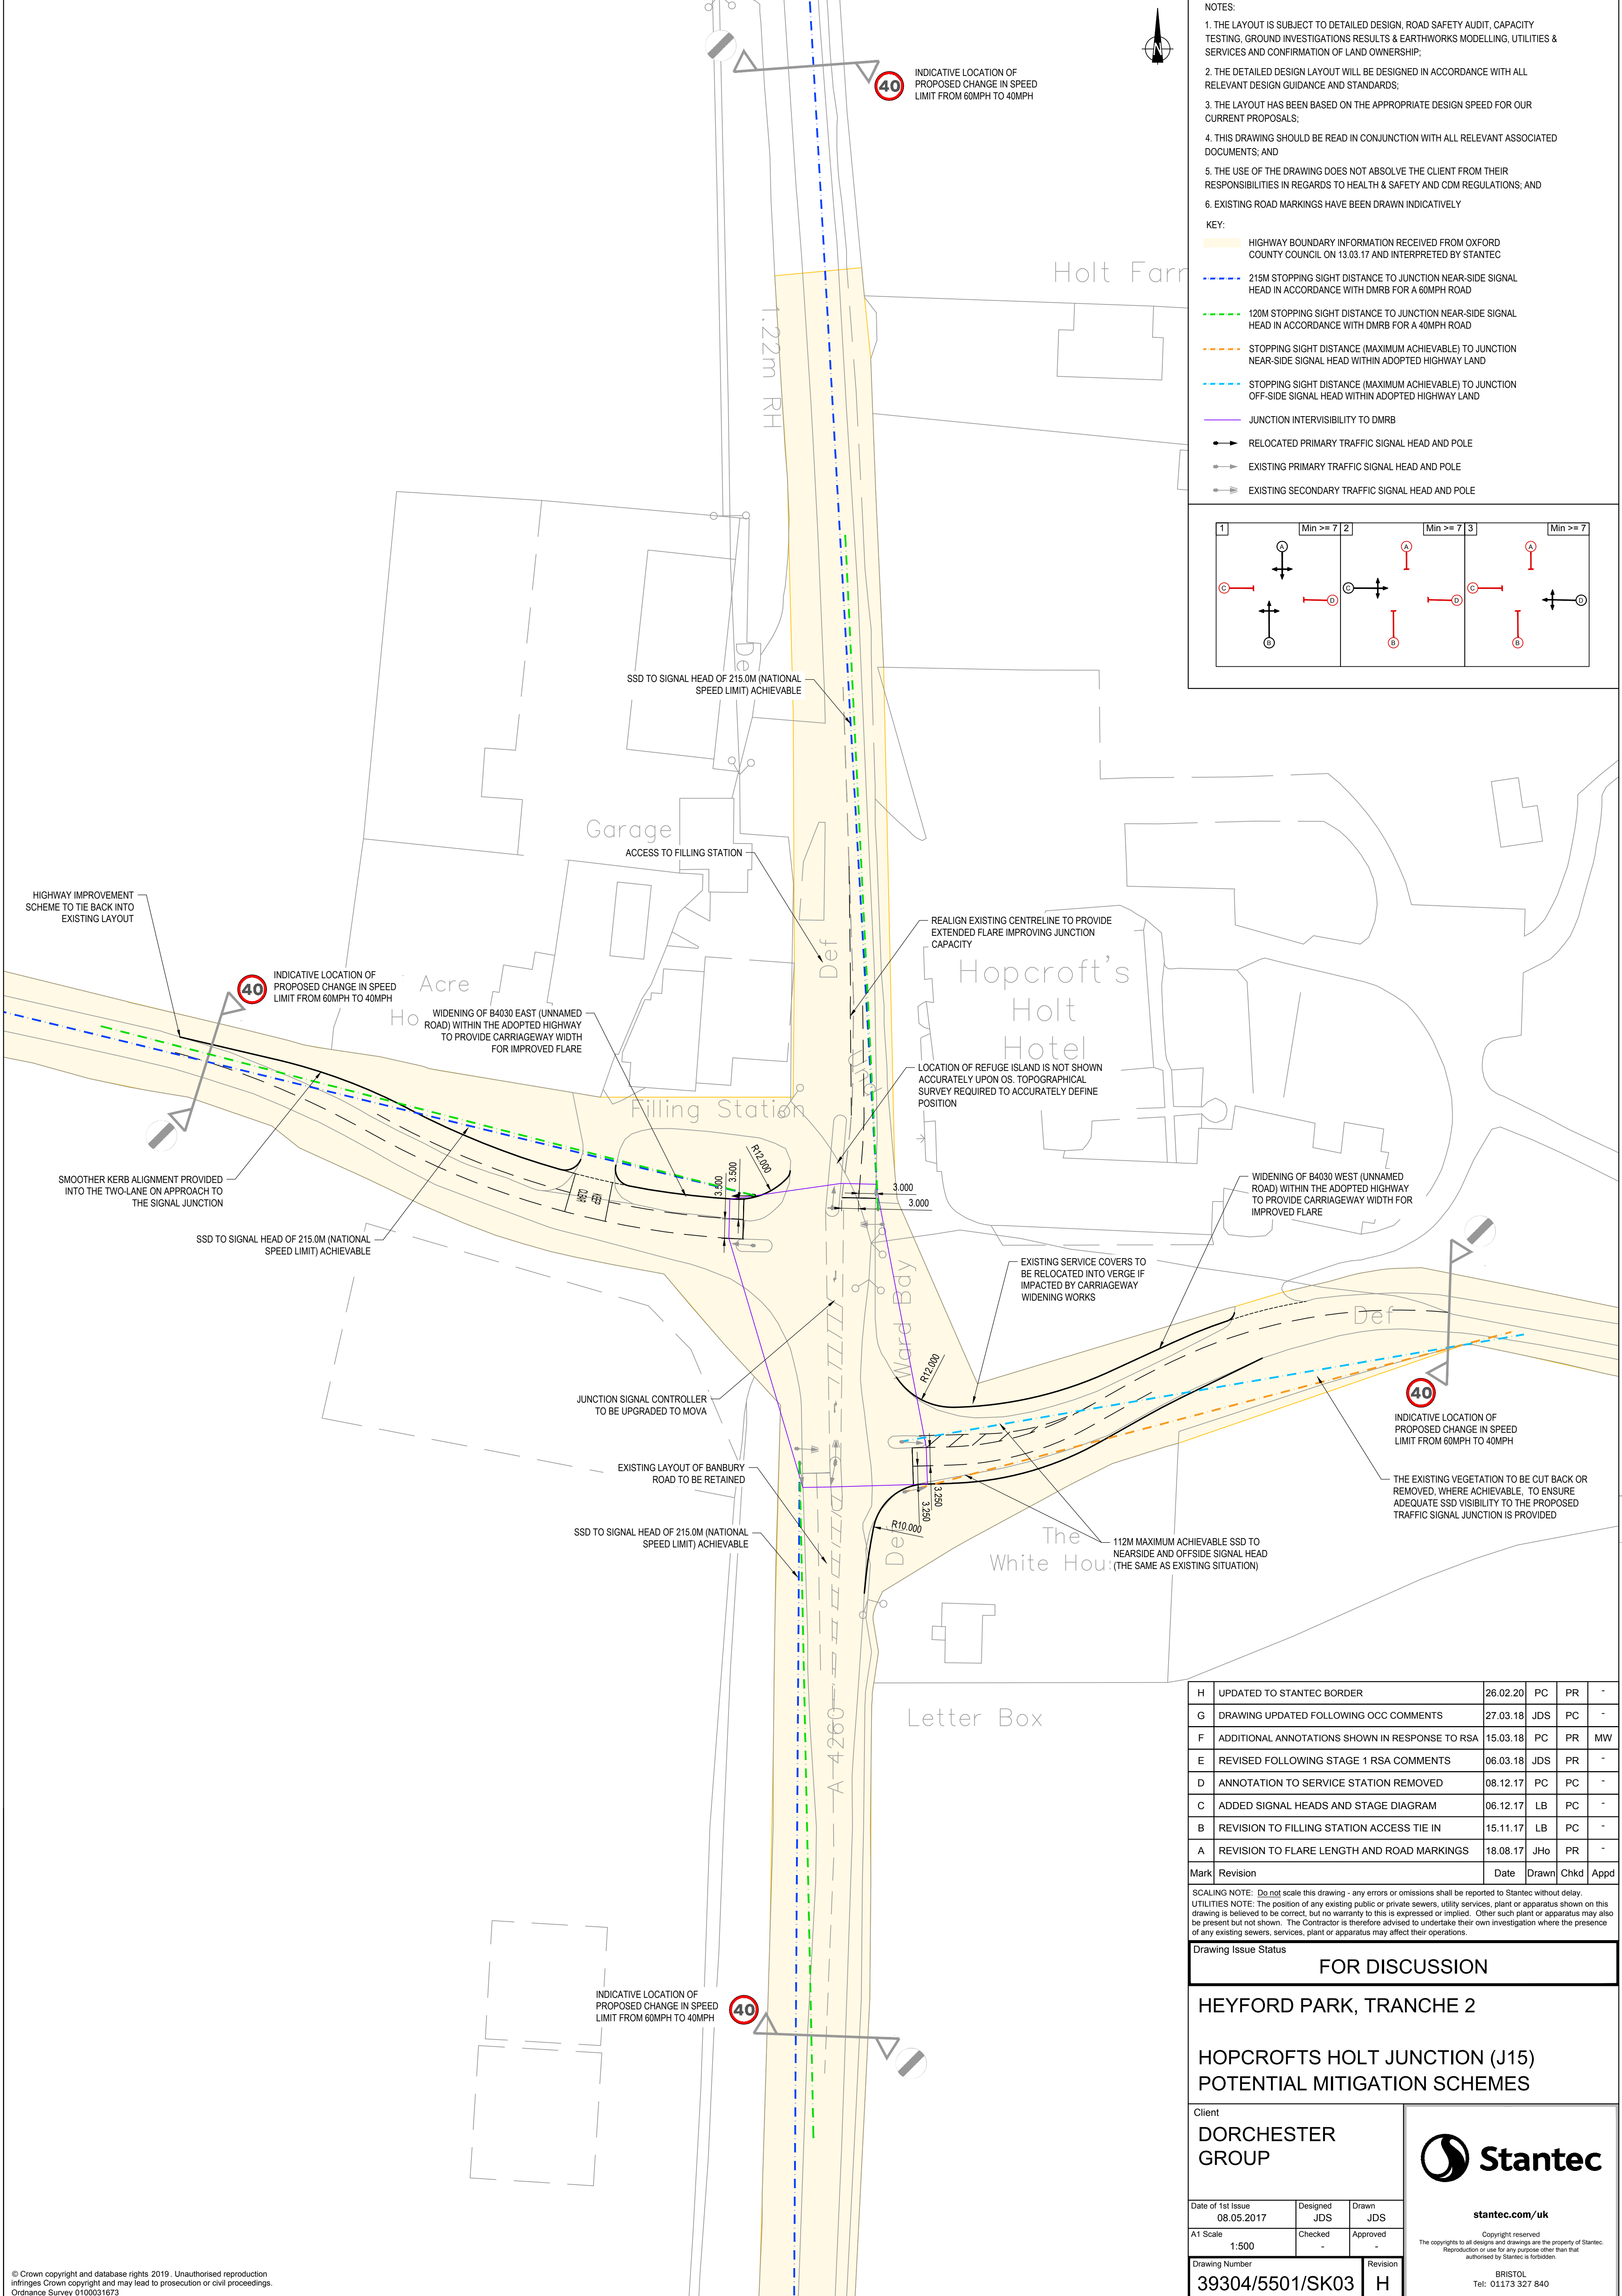 NOTES:
1. THE LAYOUT IS SUBJECT TO DETAILED DESIGN, ROAD SAFETY AUDIT, CAPACITY
TESTING, GROUND INVESTIGATIONS RESULTS & EARTHWORKS MODELLING, UTILITIES &
SERVICES AND CONFIRMATION OF LAND OWNERSHIP;
2. THE DETAILED DESIGN LAYOUT WILL BE DESIGNED IN ACCORDANCE WITH ALL
RELEVANT DESIGN GUIDANCE AND STANDARDS;
3. THE LAYOUT HAS BEEN BASED ON THE APPROPRIATE DESIGN SPEED FOR OUR
CURRENT PROPOSALS;
4. THIS DRAWING SHOULD BE READ IN CONJUNCTION WITH ALL RELEVANT ASSOCIATED
DOCUMENTS; AND
5. THE USE OF THE DRAWING DOES NOT ABSOLVE THE CLIENT FROM THEIR
RESPONSIBILITIES IN REGARDS TO HEALTH & SAFETY AND CDM REGULATIONS; AND
6. EXISTING ROAD MARKINGS HAVE BEEN DRAWN INDICATIVELY
KEY:
HIGHWAY BOUNDARY INFORMATION RECEIVED FROM OXFORD
COUNTY COUNCIL ON 13.03.17 AND INTERPRETED BY STANTEC
215M STOPPING SIGHT DISTANCE TO JUNCTION NEAR-SIDE SIGNAL
HEAD IN ACCORDANCE WITH DMRB FOR A 60MPH ROAD
120M STOPPING SIGHT DISTANCE TO JUNCTION NEAR-SIDE SIGNAL
HEAD IN ACCORDANCE WITH DMRB FOR A 40MPH ROAD
STOPPING SIGHT DISTANCE (MAXIMUM ACHIEVABLE) TO JUNCTION
NEAR-SIDE SIGNAL HEAD WITHIN ADOPTED HIGHWAY LAND
STOPPING SIGHT DISTANCE (MAXIMUM ACHIEVABLE) TO JUNCTION
OFF-SIDE SIGNAL HEAD WITHIN ADOPTED HIGHWAY LAND
JUNCTION INTERVISIBILITY TO DMRB
RELOCATED PRIMARY TRAFFIC SIGNAL HEAD AND POLE
EXISTING PRIMARY TRAFFIC SIGNAL HEAD AND POLE
EXISTING SECONDARY TRAFFIC SIGNAL HEAD AND POLE
1 Min >= 7 2 Min >= 7 3 Min >= 7
A A A
C C C
D D D
B B B
N
40
INDICATIVE LOCATION OF
PROPOSED CHANGE IN SPEED
LIMIT FROM 60MPH TO 40MPH
Holt Farr
1.22m RH
Def
SSD TO SIGNAL HEAD OF 215.0M (NATIONAL
SPEED LIMIT) ACHIEVABLE
Garage
ACCESS TO FILLING STATION
Def
HIGHWAY IMPROVEMENT
SCHEME TO TIE BACK INTO
EXISTING LAYOUT
REALIGN EXISTING CENTRELINE TO PROVIDE
EXTENDED FLARE IMPROVING JUNCTION
CAPACITY
Hopcroft's
Holt
Hotel
40
INDICATIVE LOCATION OF
PROPOSED CHANGE IN SPEED
LIMIT FROM 60MPH TO 40MPH
Acre
Ho
WIDENING OF B4030 EAST (UNNAMED
ROAD) WITHIN THE ADOPTED HIGHWAY
TO PROVIDE CARRIAGEWAY WIDTH
FOR IMPROVED FLARE
LOCATION OF REFUGE ISLAND IS NOT SHOWN
ACCURATELY UPON OS. TOPOGRAPHICAL
SURVEY REQUIRED TO ACCURATELY DEFINE
POSITION
Filling Station
R12.000
3.500
3.500
KEEP
CLEAR
3.000
3.000
SMOOTHER KERB ALIGNMENT PROVIDED
INTO THE TWO-LANE ON APPROACH TO
THE SIGNAL JUNCTION
WIDENING OF B4030 WEST (UNNAMED
ROAD) WITHIN THE ADOPTED HIGHWAY
TO PROVIDE CARRIAGEWAY WIDTH FOR
IMPROVED FLARE
SSD TO SIGNAL HEAD OF 215.0M (NATIONAL
SPEED LIMIT) ACHIEVABLE
EXISTING SERVICE COVERS TO
BE RELOCATED INTO VERGE IF
IMPACTED BY CARRIAGEWAY
WIDENING WORKS
Ward Bdy
Def
R12.000
JUNCTION SIGNAL CONTROLLER
TO BE UPGRADED TO MOVA
40
INDICATIVE LOCATION OF
PROPOSED CHANGE IN SPEED
LIMIT FROM 60MPH TO 40MPH
EXISTING LAYOUT OF BANBURY
ROAD TO BE RETAINED
THE EXISTING VEGETATION TO BE CUT BACK OR
REMOVED, WHERE ACHIEVABLE, TO ENSURE
ADEQUATE SSD VISIBILITY TO THE PROPOSED
TRAFFIC SIGNAL JUNCTION IS PROVIDED
3.250
3.250
R10.000
Def
SSD TO SIGNAL HEAD OF 215.0M (NATIONAL
SPEED LIMIT) ACHIEVABLE
The
White Hou
112M MAXIMUM ACHIEVABLE SSD TO
NEARSIDE AND OFFSIDE SIGNAL HEAD
(THE SAME AS EXISTING SITUATION)
Letter Box
A 4260
INDICATIVE LOCATION OF
PROPOSED CHANGE IN SPEED
LIMIT FROM 60MPH TO 40MPH
40
H UPDATED TO STANTEC BORDER 26.02.20 PC PR -
G DRAWING UPDATED FOLLOWING OCC COMMENTS 27.03.18 JDS PC -
F ADDITIONAL ANNOTATIONS SHOWN IN RESPONSE TO RSA 15.03.18 PC PR MW
E REVISED FOLLOWING STAGE 1 RSA COMMENTS 06.03.18 JDS PR -
D ANNOTATION TO SERVICE STATION REMOVED 08.12.17 PC PC -
C ADDED SIGNAL HEADS AND STAGE DIAGRAM 06.12.17 LB PC -
B REVISION TO FILLING STATION ACCESS TIE IN 15.11.17 LB PC -
A REVISION TO FLARE LENGTH AND ROAD MARKINGS 18.08.17 JHo PR -
Mark Revision Date Drawn Chkd Appd
SCALING NOTE: Do not scale this drawing - any errors or omissions shall be reported to Stantec without delay.
UTILITIES NOTE: The position of any existing public or private sewers, utility services, plant or apparatus shown on this
drawing is believed to be correct, but no warranty to this is expressed or implied. Other such plant or apparatus may also
be present but not shown. The Contractor is therefore advised to undertake their own investigation where the presence
of any existing sewers, services, plant or apparatus may affect their operations.
Drawing Issue Status
FOR DISCUSSION
HEYFORD PARK, TRANCHE 2
HOPCROFTS HOLT JUNCTION (J15)
POTENTIAL MITIGATION SCHEMES
Client
DORCHESTER
GROUP
Stantec
stantec.com/uk
Copyright reserved
The copyrights to all designs and drawings are the property of Stantec.
Reproduction or use for any purpose other than that
authorised by Stantec is forbidden.
BRISTOL
Tel: 01173 327 840
Date of 1st Issue Designed Drawn
08.05.2017 JDS JDS
A1 Scale Checked Approved
1:500 - -
Drawing Number Revision
39304/5501/SK03 H
© Crown copyright and database rights 2019. Unauthorised reproduction
infringes Crown copyright and may lead to prosecution or civil proceedings.
Ordnance Survey 0100031673